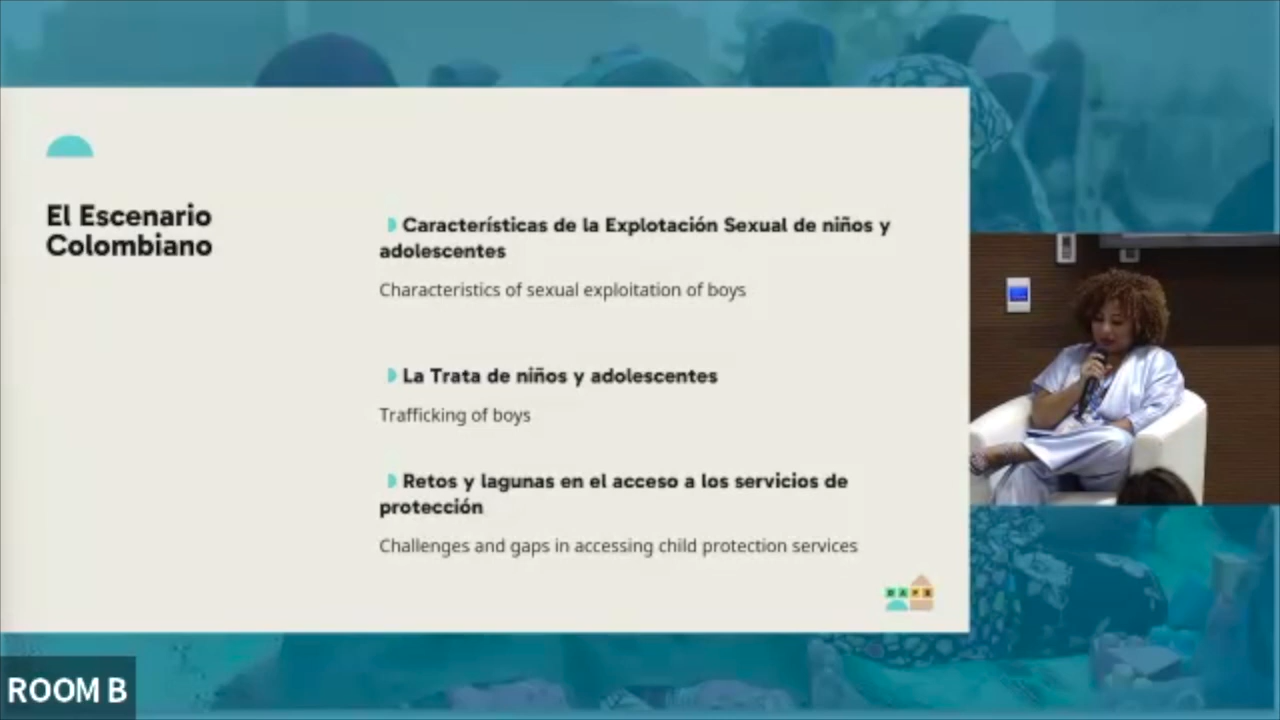 El Escenario
Colombiano
Características de la Explotación Sexual de niños y
adolescentes
Characteristics of sexual exploitation of boys
La Trata de niños y adolescentes
Trafficking of boys
Retos y lagunas en el acceso a los servicios de
protección
Challenges and gaps in accessing child protection services
ROOM B